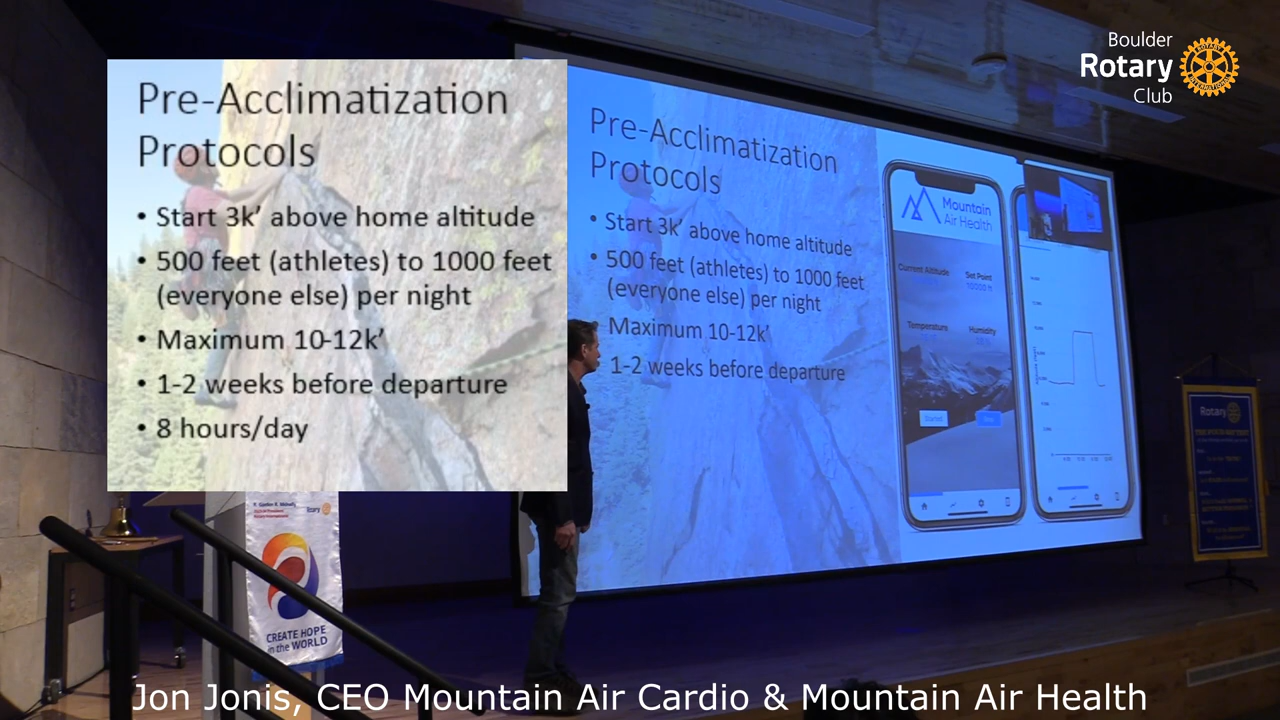 Boulder
Rotary
Club
Pre-Acclimatization
Protocols
• Start 3k’ above home altitude
• 500 feet (athletes) to 1000 feet
(everyone else) per night
• Maximum 10-12k’
• 1-2 weeks before departure
• 8 hours/day
Pre-Acclimatization
Protocols
• Start 3k’ above home altitude
• 500 feet (athletes) to 1000 feet
(everyone else) per night
Maximum 10-12k’
1-2 weeks before departure
Mountain
Air Health
Current Altitude
Set Point
Temperature
Humidity
Rotary
Rotary
CREATE HOPE
in the WORLD
Jon Jonis, CEO Mountain Air Cardio & Mountain Air Health